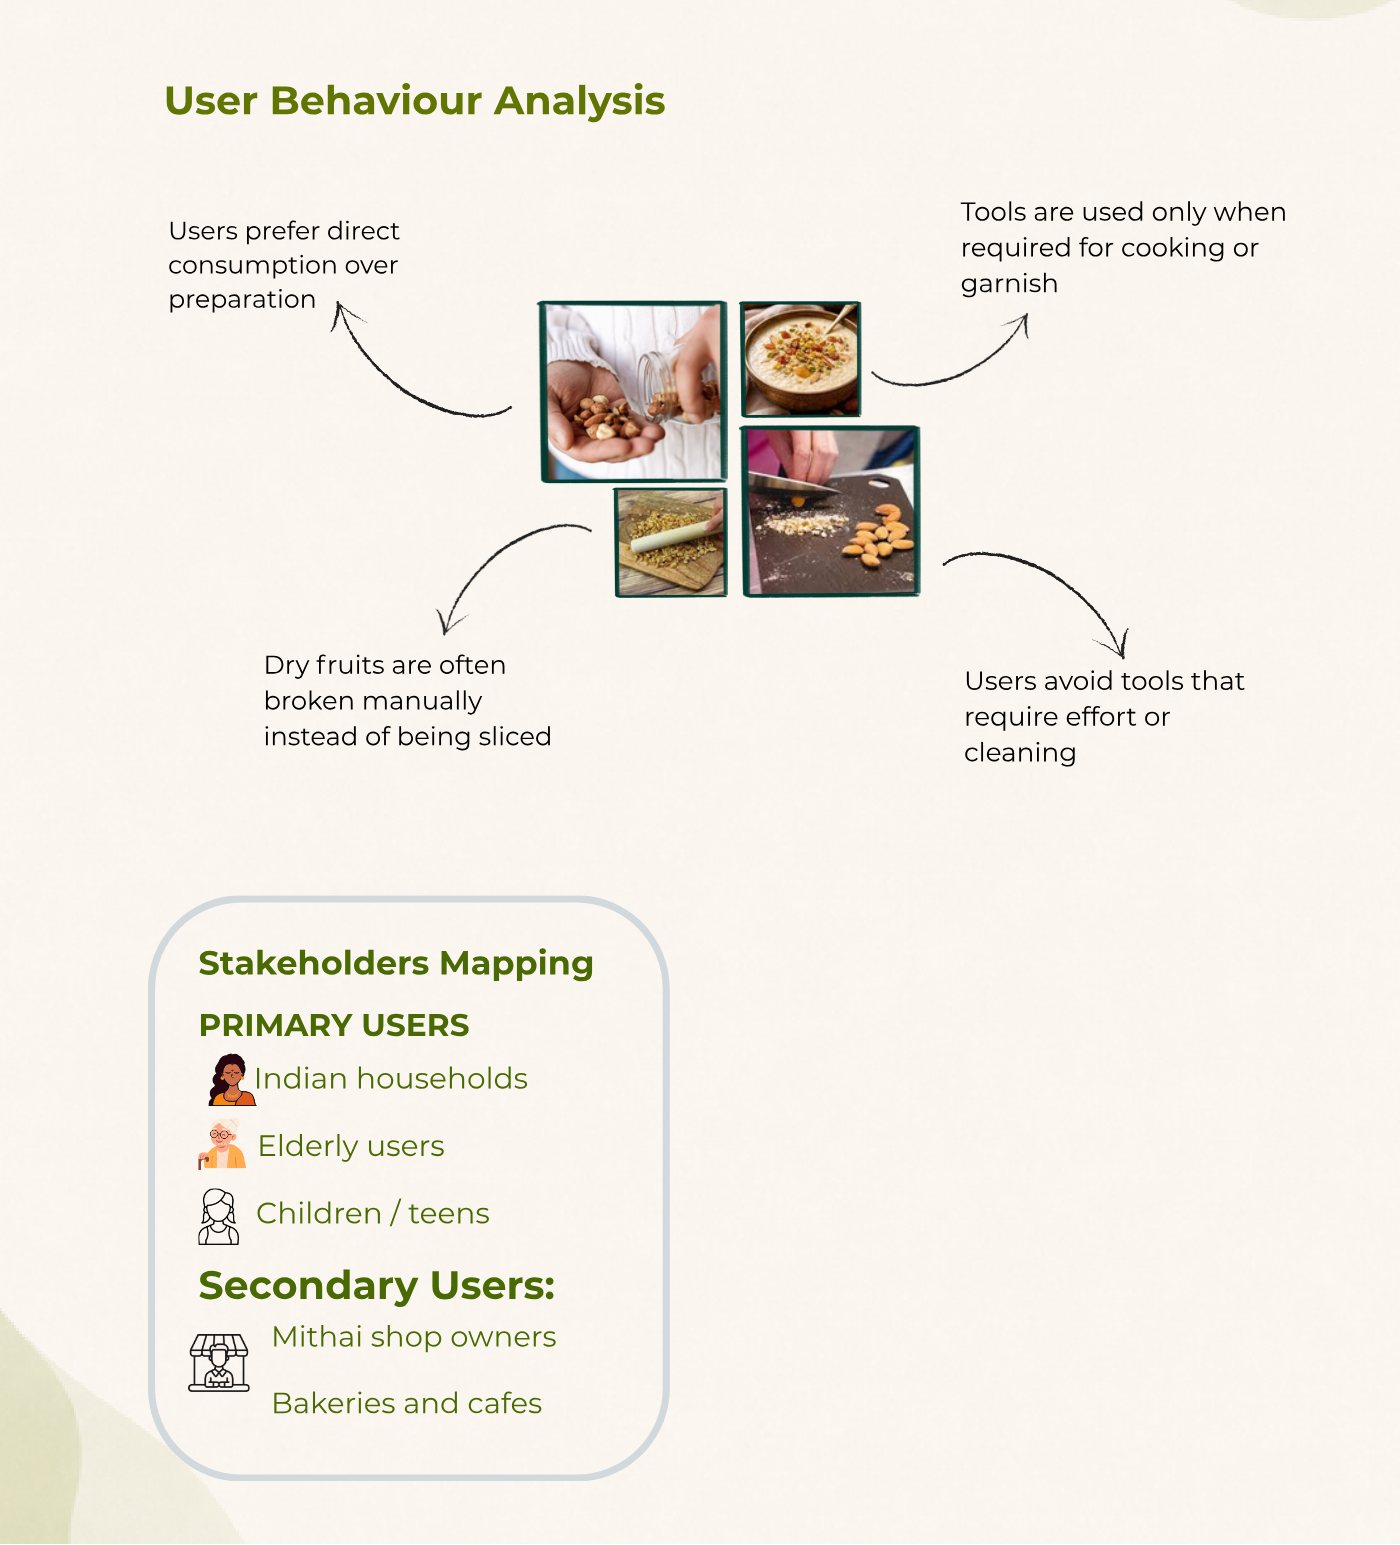 User Behaviour Analysis
Users prefer direct
consumption over
preparation
Tools are used only when
required for cooking or
garnish
Dry fruits are often
broken manually
instead of being sliced
Users avoid tools that
require effort or
cleaning
Stakeholders Mapping
PRIMARY USERS
Indian households
Elderly users
Children / teens
Secondary Users:
Mithai shop owners
Bakeries and cafes